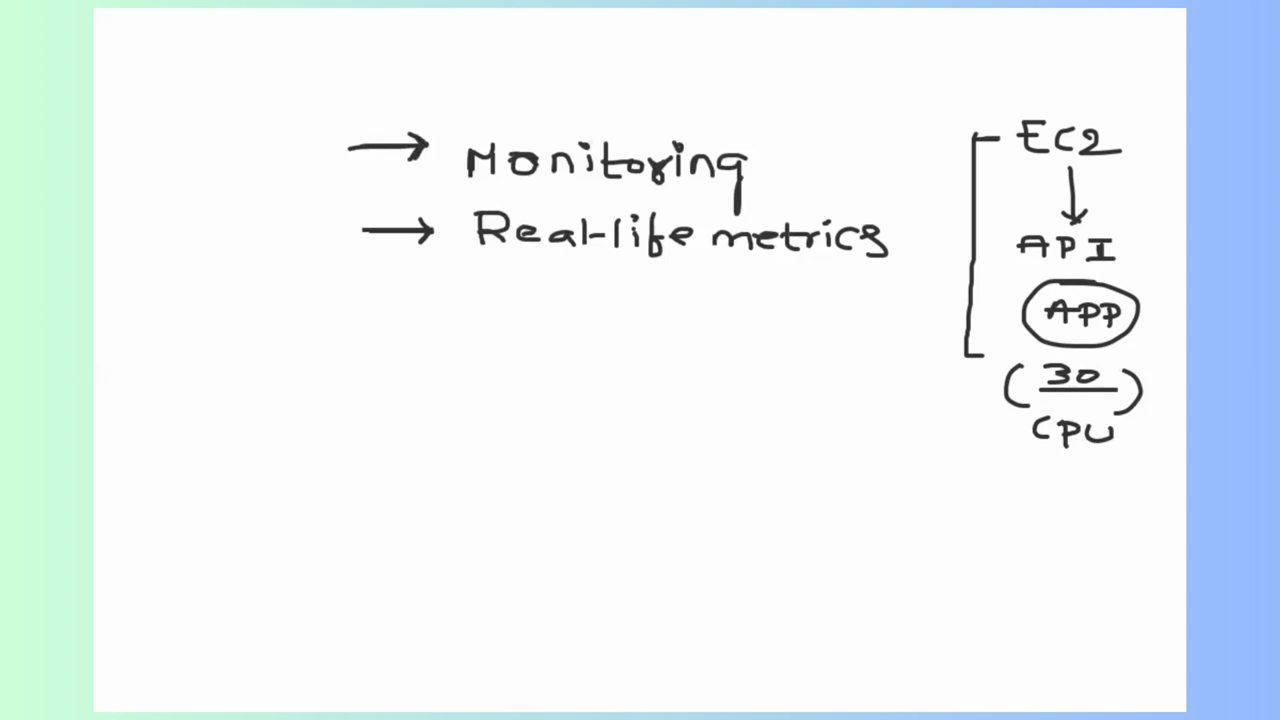 → Monitoring
→ Real-life metrics
EC2
↓
API
APP
(30)
CPU